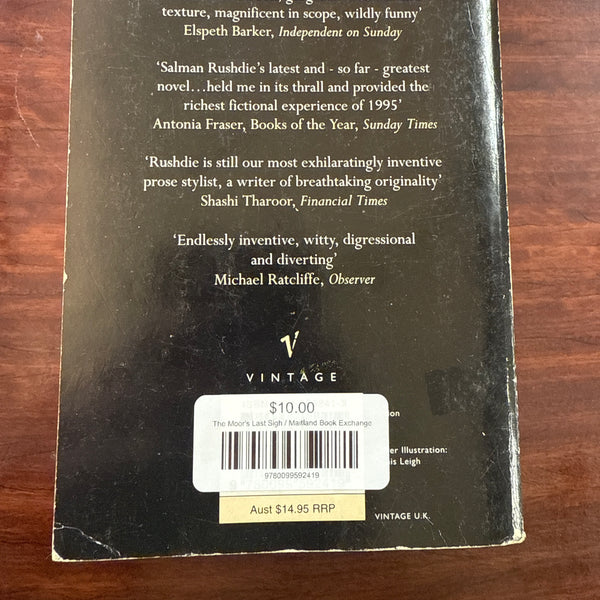 texture, magnificent in scope, wildly funny’
Elspeth Barker, Independent on Sunday
‘Salman Rushdie’s latest and - so far - greatest
novel…held me in its thrall and provided the
richest fictional experience of 1995’
Antonia Fraser, Books of the Year, Sunday Times
‘Rushdie is still our most exhilaratingly inventive
prose stylist, a writer of breathtaking originality’
Shashi Tharoor, Financial Times
‘Endlessly inventive, witty, digressional
and diverting’
Michael Ratcliffe, Observer
V
VINTAGE
$10.00
The Moor's Last Sigh / Maitland Book Exchange
9780099592419
Aust $14.95 RRP
Illustration:
Leigh
VINTAGE U.K.